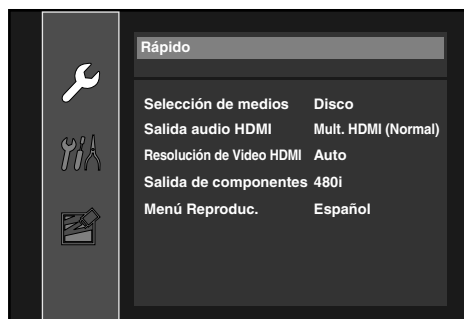 Rápido
Selección de medios Disco
Salida audio HDMI Mult. HDMI (Normal)
Resolución de Video HDMI Auto
Salida de componentes 480i
Menú Reproduc. Español